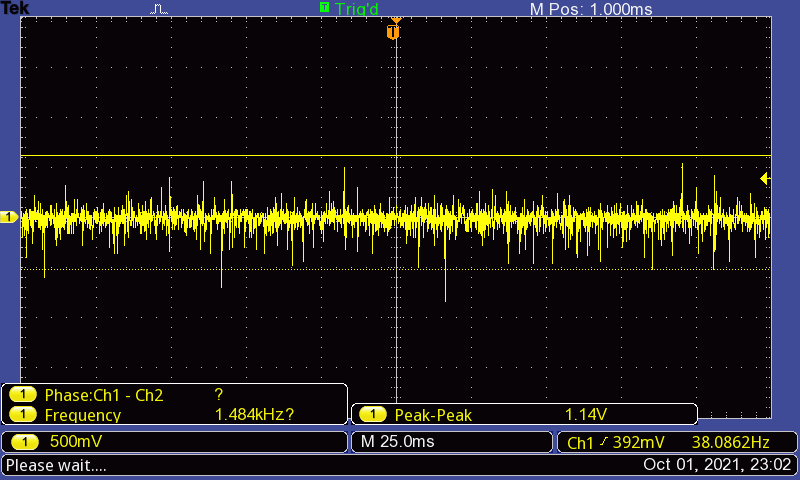 Tek T Trig'd M Pos: 1.000ms
T
1
1 Phase:Ch1 - Ch2 ?
1 Frequency 1.484kHz?
1 Peak-Peak 1.14V
1 500mV M 25.0ms Ch1 392mV 38.0862Hz
Please wait.... Oct 01, 2021, 23:02